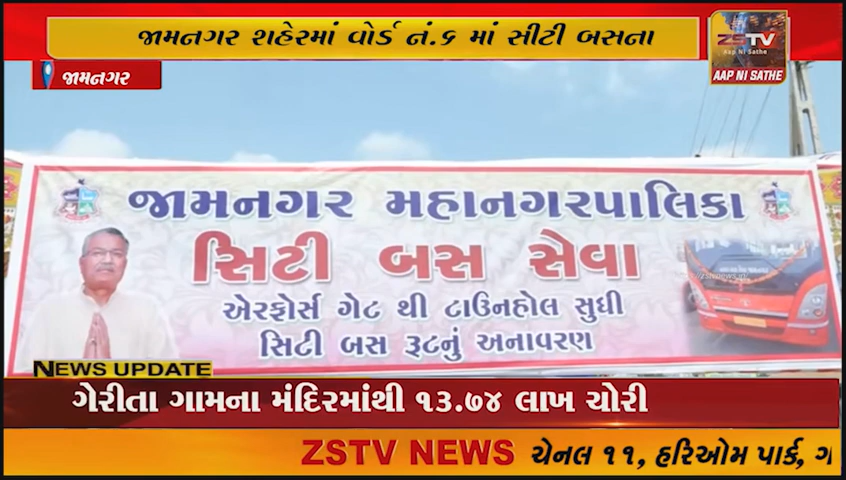 જામનગર શહેરમાં વોર્ડ નં.૬ માં સીટી બસના
ZSTV
Aap Ni Sathe
AAP NI SATHE
જામનગર
જામનગર મહાનગરપાલિકા
સિટી બસ સેવા
એરફોર્સ ગેટ થી ટાઉનહોલ સુધી
સિટી બસ રૂટનું અનાવરણ
NEWS UPDATE
ગેરીતા ગામના મંદિરમાંથી ૧૩.૭૪ લાખ ચોરી
ZSTV NEWS ચેનલ ૧૧, હરિઓમ પાર્ક, ગ